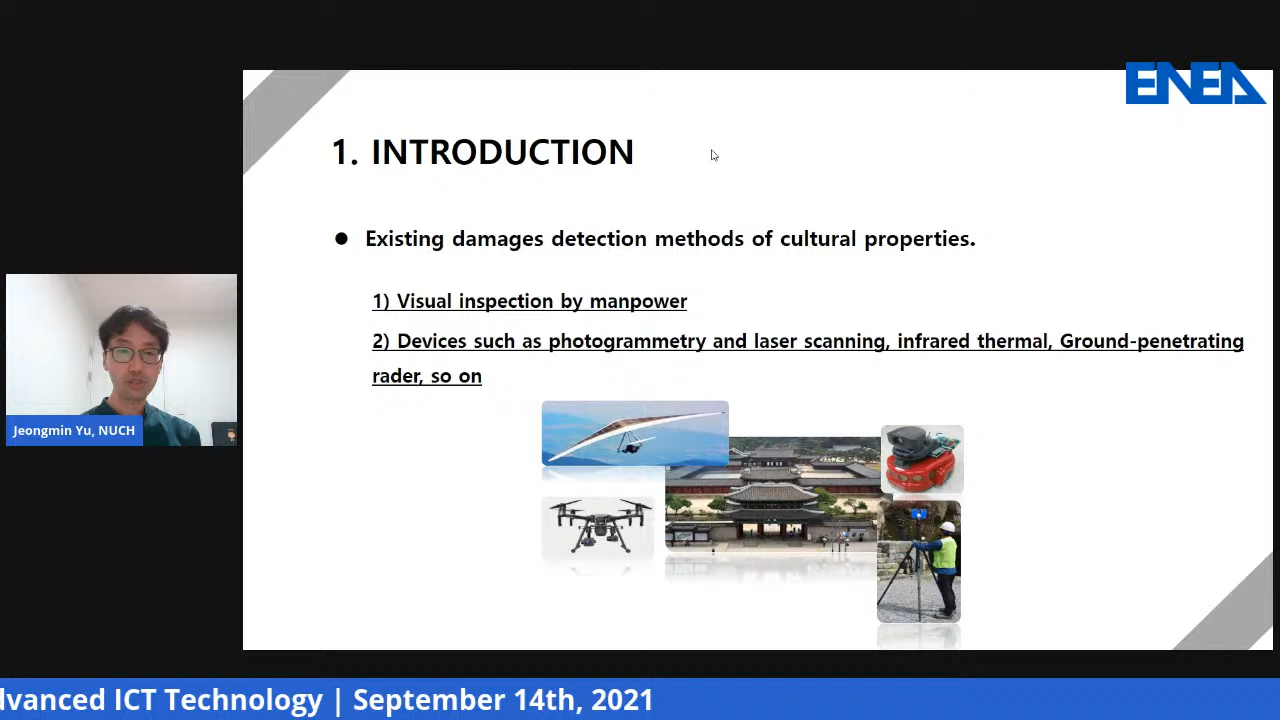 ENEA
1. INTRODUCTION
● Existing damages detection methods of cultural properties.
1) Visual inspection by manpower
2) Devices such as photogrammetry and laser scanning, infrared thermal, Ground-penetrating
rader, so on
Jeongmin Yu, NUCH
dvanced ICT Technology | September 14th, 2021